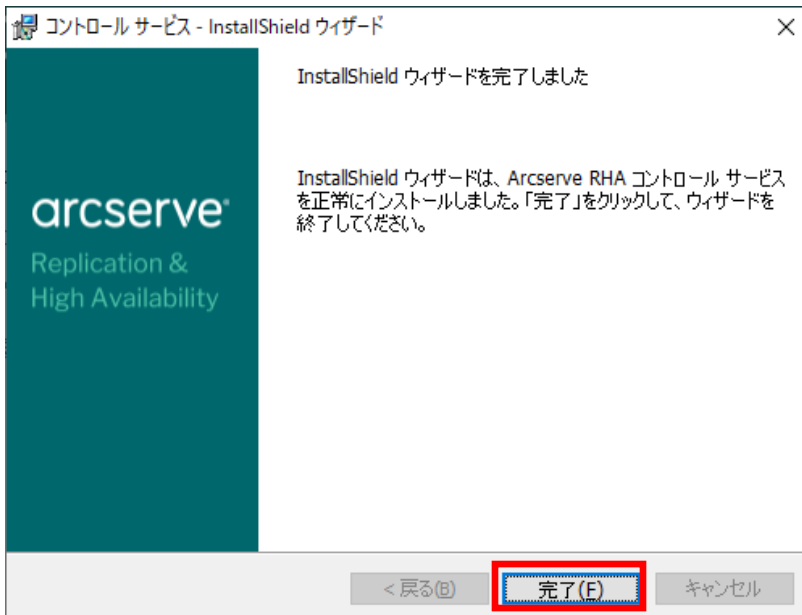 コントロール サービス - InstallShield ウィザード
InstallShield ウィザードを完了しました
InstallShield ウィザードは、Arcserve RHA コントロール サービス
を正常にインストールしました。「完了」をクリックして、ウィザードを
終了してください。
arcserve®
Replication &
High Availability
< 戻る(B)
完了(F)
キャンセル